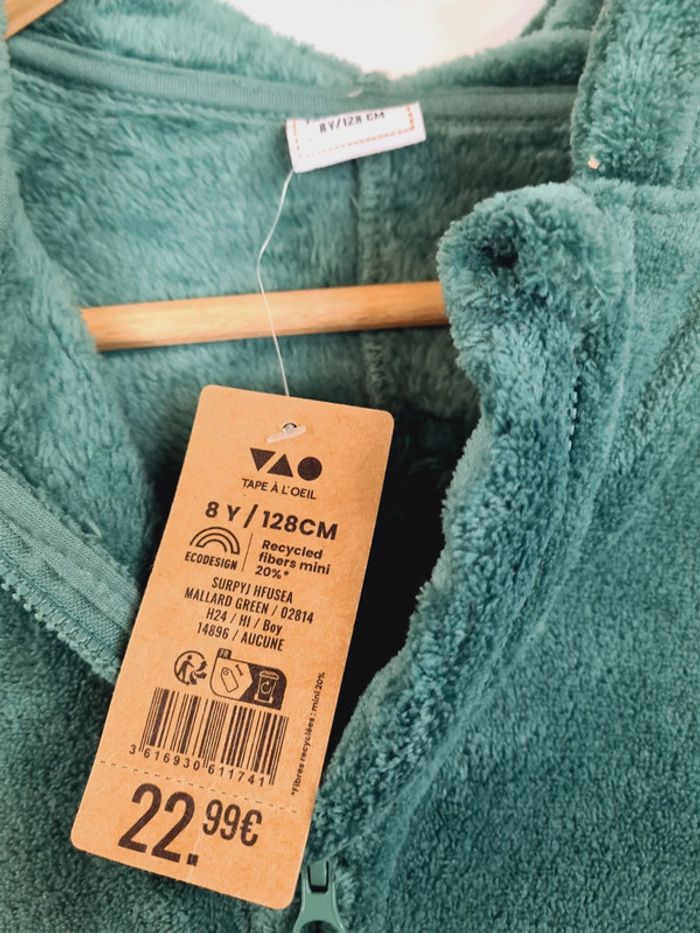 8Y/128 CM
TAPE À L'OEIL
8 Y / 128CM
ECODESIGN
Recycled
fibers mini
20%*
SURPYJ HFUSEA
MALLARD GREEN / 02814
H24 / HI / Boy
14896 / AUCUNE
FR
3 616930 611741
*Fibres recyclées : mini 20%
22.99€